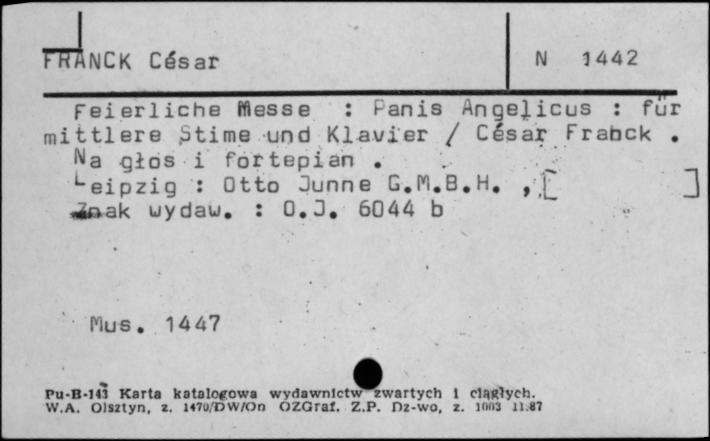 FRANCK César
N 1442
Feierliche Messe : Panis Angelicus : für
mittlere Stime und Klavier / César Frabck .
Na głos i fortepian .
Leipzig : Otto Junne G.M.B.H. , [ ]
Znak wydaw. : O.J. 6044 b
Mus. 1447
Pu-B-143 Karta katalogowa wydawnictw zwartych i ciągłych.
W.A. Olsztyn, z. 1470/DW/On OZGraf. Z.P. Dz-wo, z. 1003 11.87